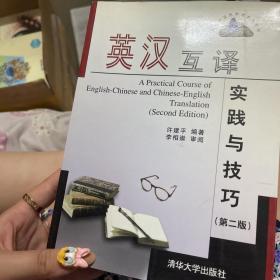 英汉互译
A Practical Course of
English-Chinese and Chinese-English
Translation
(Second Edition)
实践与技巧
(第二版)
许建平 编著
李相崇 审阅
清华大学出版社